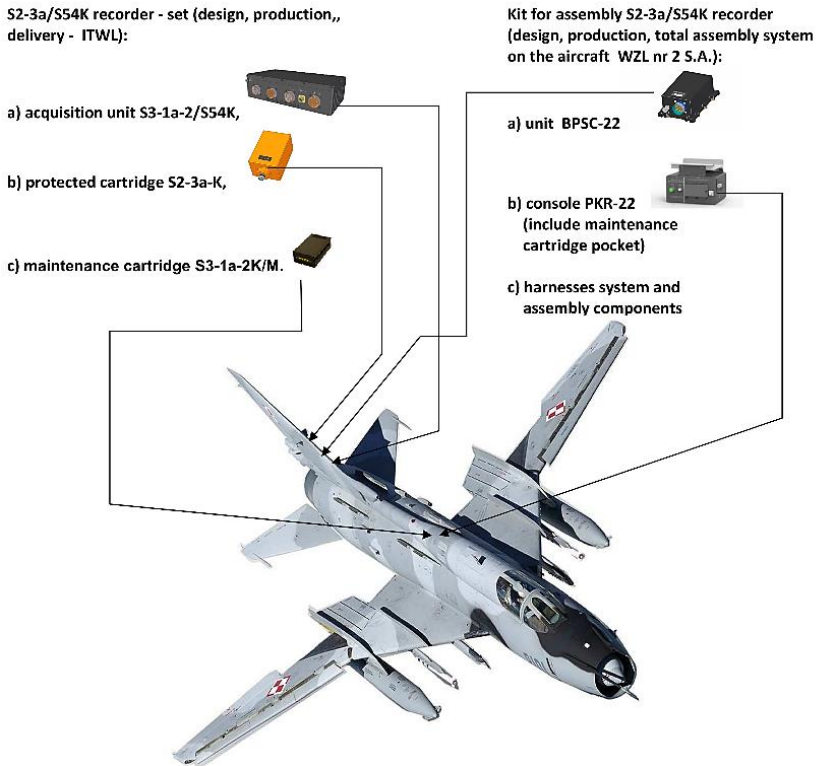 S2-3a/S54K recorder - set (design, production,,
delivery - ITWL):
a) acquisition unit S3-1a-2/S54K,
b) protected cartridge S2-3a-K,
c) maintenance cartridge S3-1a-2K/M.
Kit for assembly S2-3a/S54K recorder
(design, production, total assembly system
on the aircraft WZL nr 2 S.A.):
a) unit BPSC-22
b) console PKR-22
(include maintenance
cartridge pocket)
c) harnesses system and
assembly components